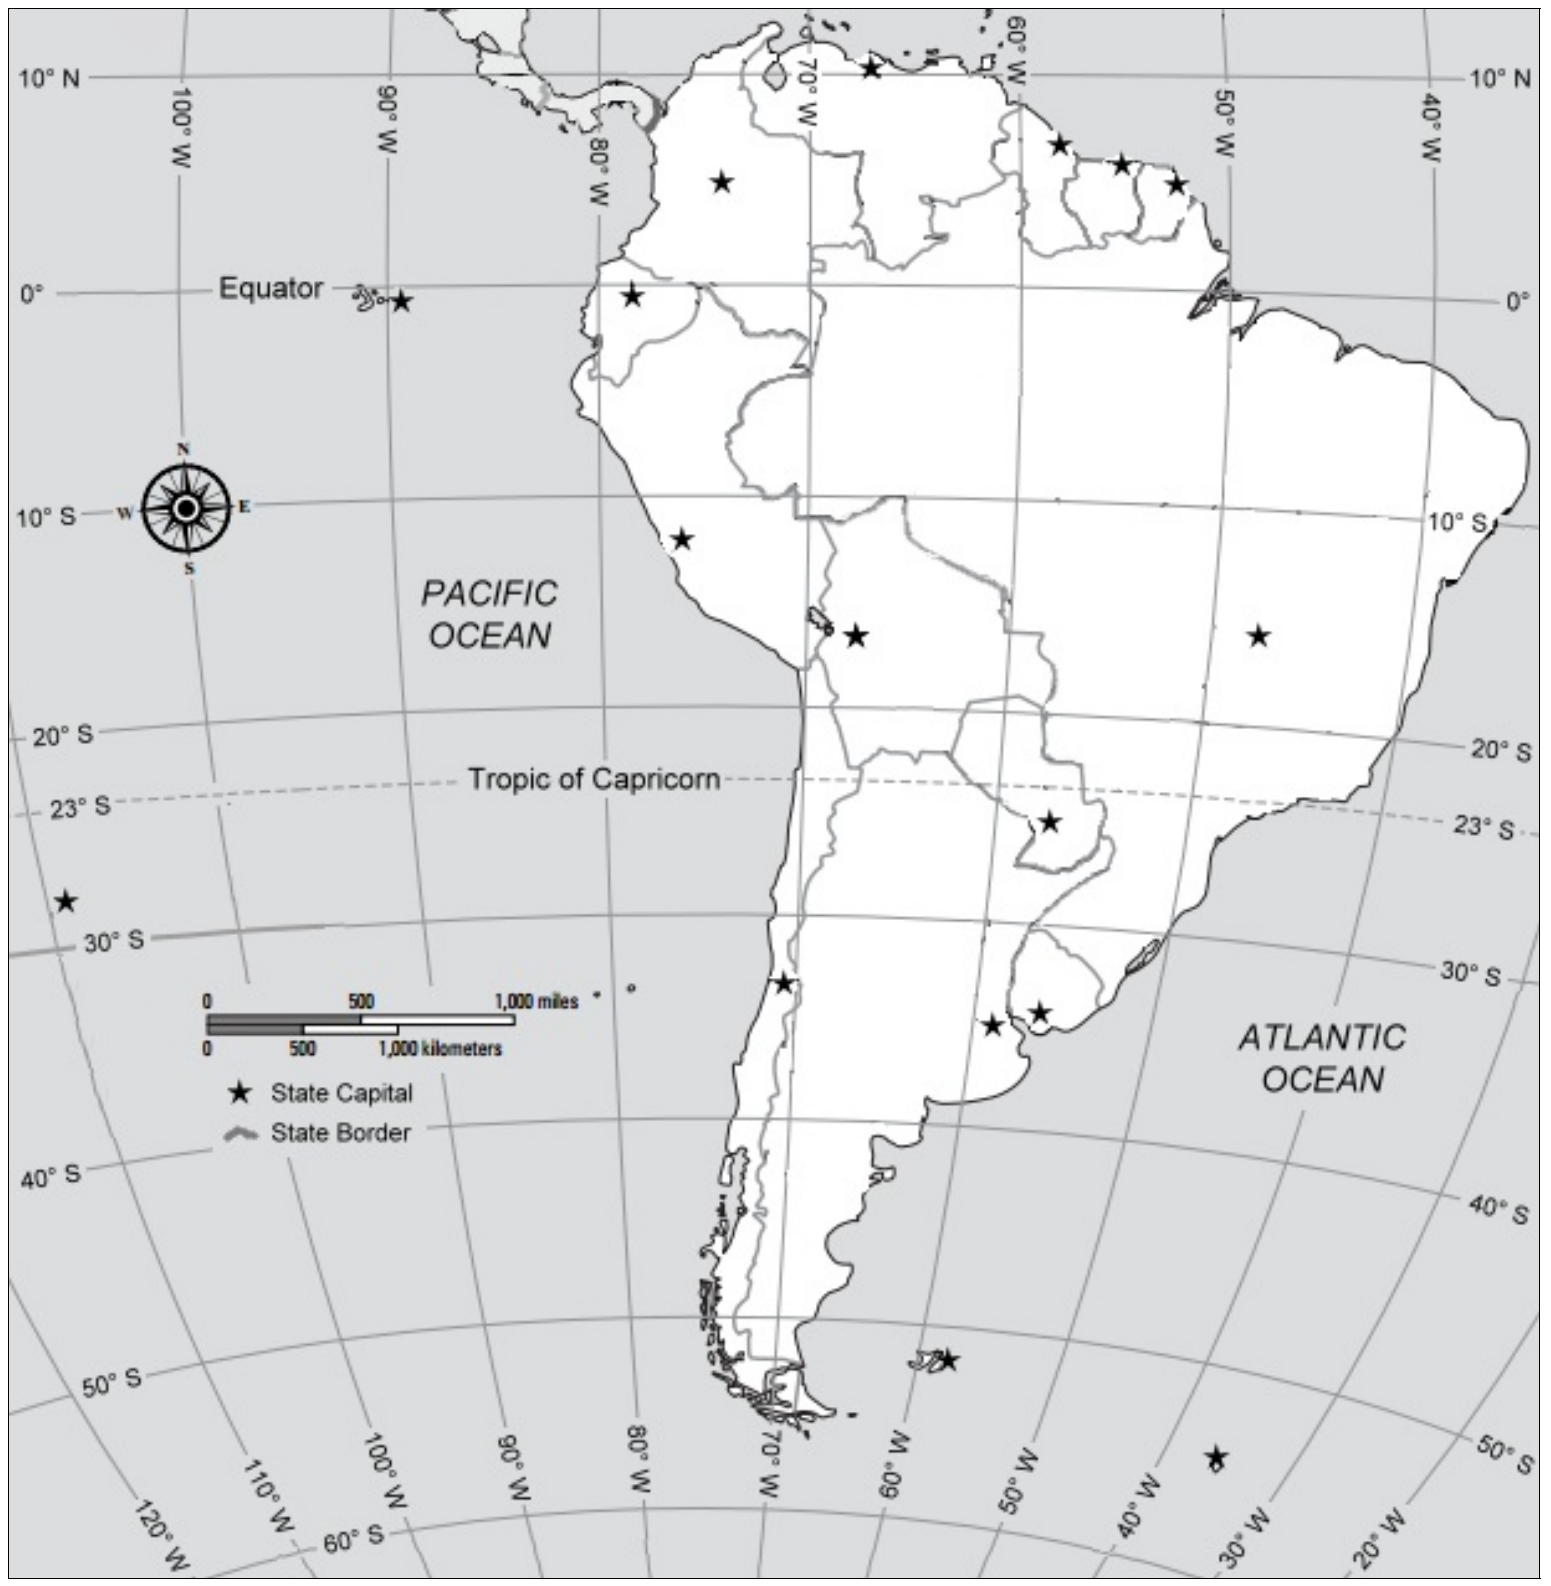 60° W
70° W
10° N
10° N
100° W
90° W
80° W
50° W
40° W
Equator
0°
0°
N
W
E
S
10° S
10° S
PACIFIC
OCEAN
20° S
20° S
Tropic of Capricorn
23° S
23° S
30° S
30° S
0
500
1,000 miles
0
500
1,000 kilometers
State Capital
State Border
ATLANTIC
OCEAN
40° S
40° S
50° S
50° S
60° S
120° W
110° W
100° W
90° W
80° W
70° W
60° W
50° W
40° W
30° W
20° W